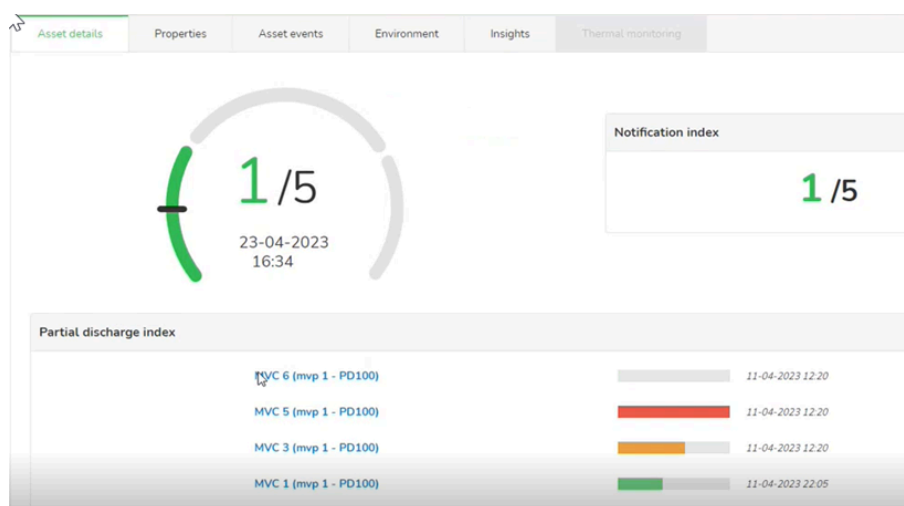 Asset details Properties Asset events Environment Insights Thermal monitoring
1 /5
23-04-2023
16:34
Notification index
1 /5
Partial discharge index
MVC 6 (mvp 1 - PD100) 11-04-2023 12:20
MVC 5 (mvp 1 - PD100) 11-04-2023 12:20
MVC 3 (mvp 1 - PD100) 11-04-2023 12:20
MVC 1 (mvp 1 - PD100) 11-04-2023 22:05